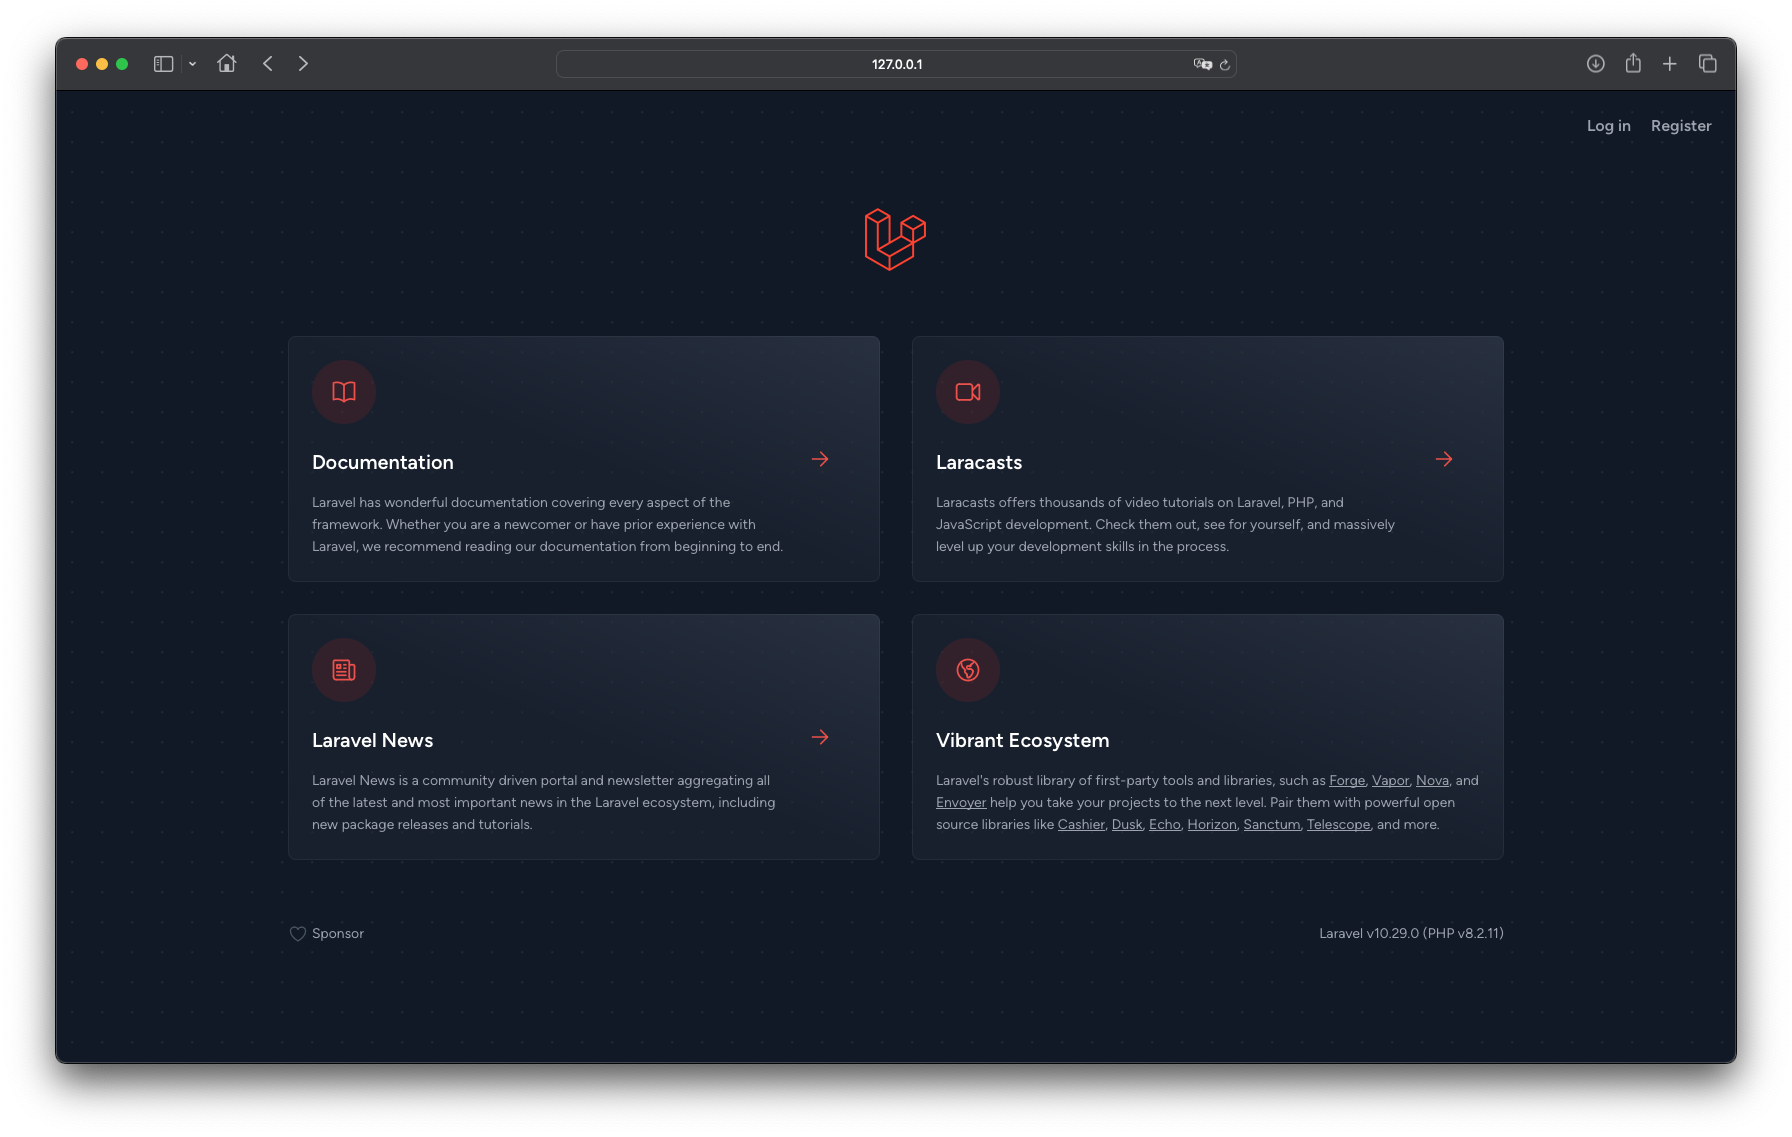 127.0.0.1
Log in Register
Documentation
Laravel has wonderful documentation covering every aspect of the
framework. Whether you are a newcomer or have prior experience with
Laravel, we recommend reading our documentation from beginning to end.
Laracasts
Laracasts offers thousands of video tutorials on Laravel, PHP, and
JavaScript development. Check them out, see for yourself, and massively
level up your development skills in the process.
Laravel News
Laravel News is a community driven portal and newsletter aggregating all
of the latest and most important news in the Laravel ecosystem, including
new package releases and tutorials.
Vibrant Ecosystem
Laravel's robust library of first-party tools and libraries, such as Forge, Vapor, Nova, and
Envoyer help you take your projects to the next level. Pair them with powerful open
source libraries like Cashier, Dusk, Echo, Horizon, Sanctum, Telescope, and more.
Sponsor
Laravel v10.29.0 (PHP v8.2.11)